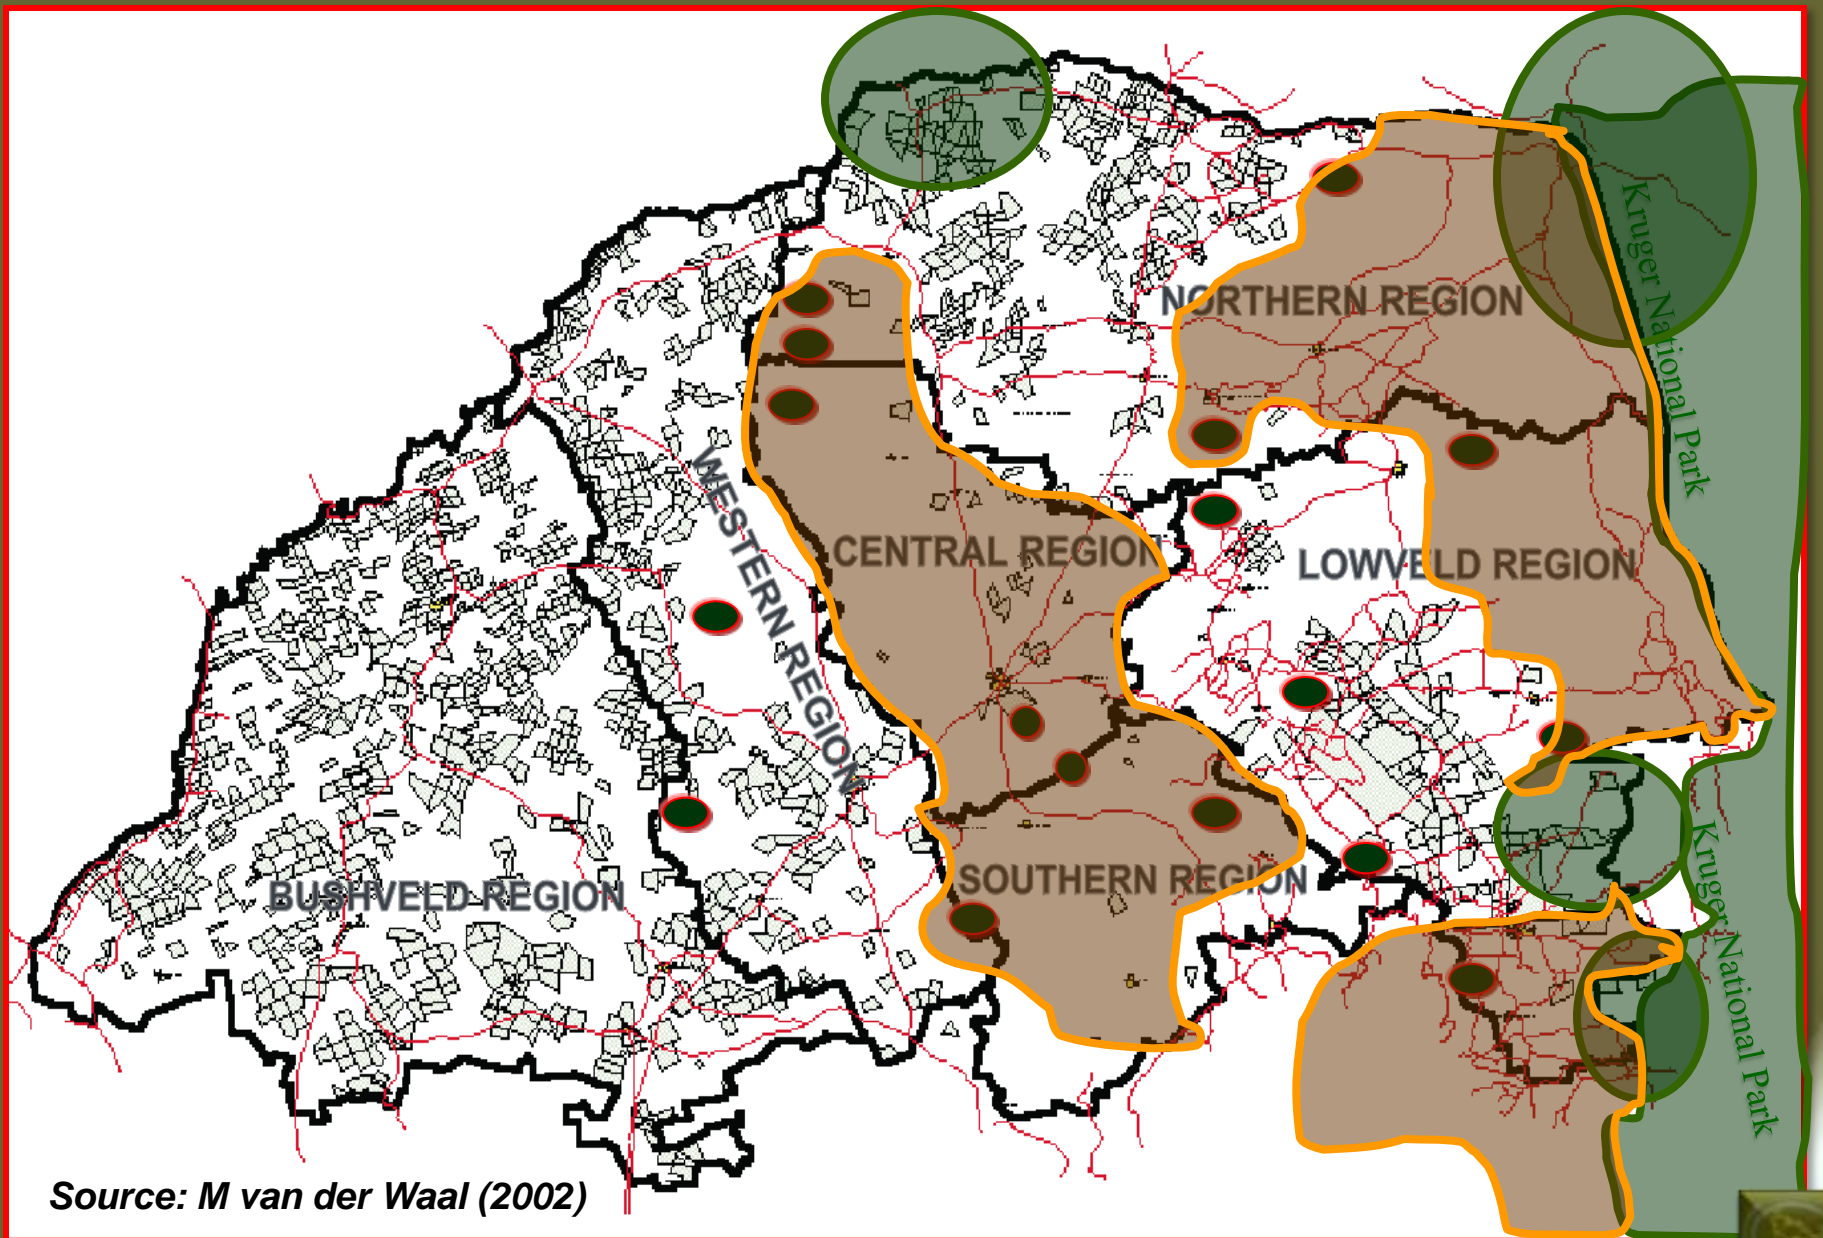 Kruger National Park
NORTHERN REGION
WESTERN REGION
CENTRAL REGION
LOWVELD REGION
BUSHVELD REGION
SOUTHERN REGION
Kruger National Park
Source: M van der Waal (2002)